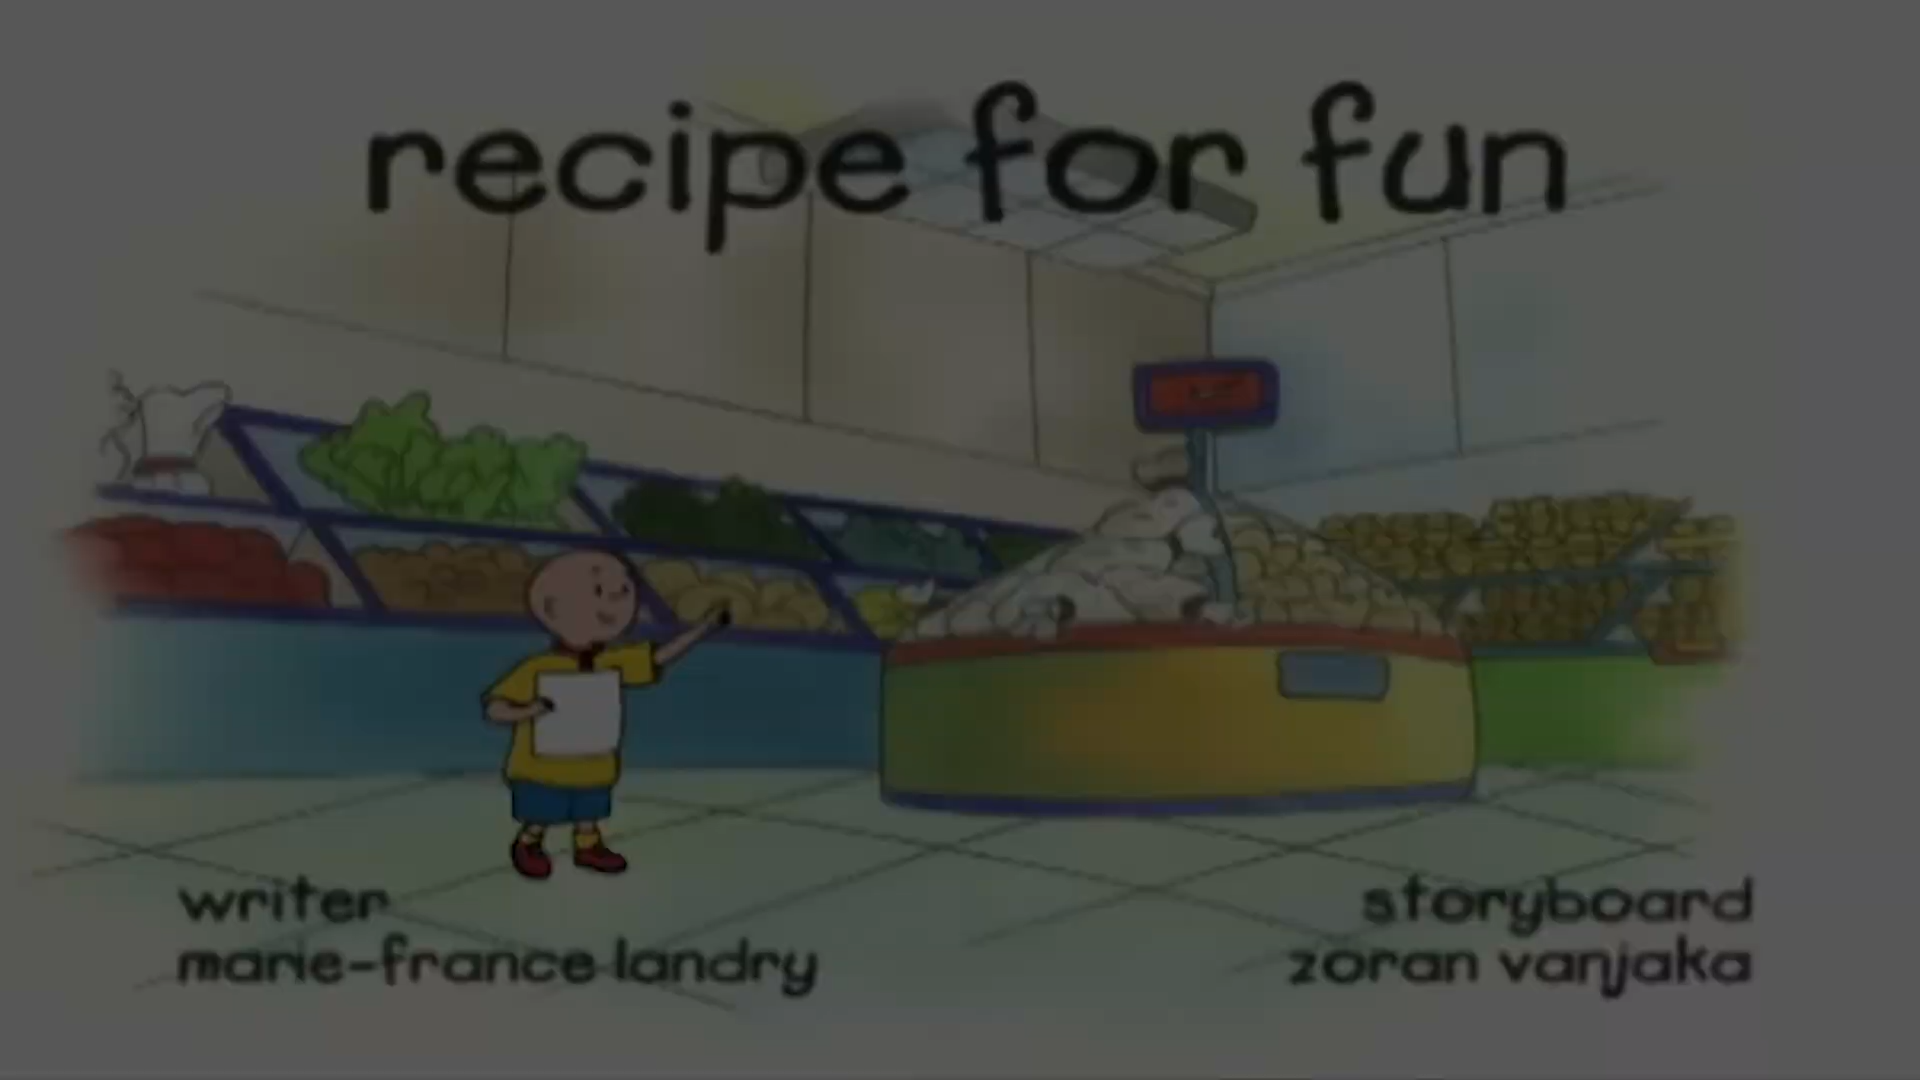 recipe for fun
writer
marie-france landry
storyboard
zoran vanjaka